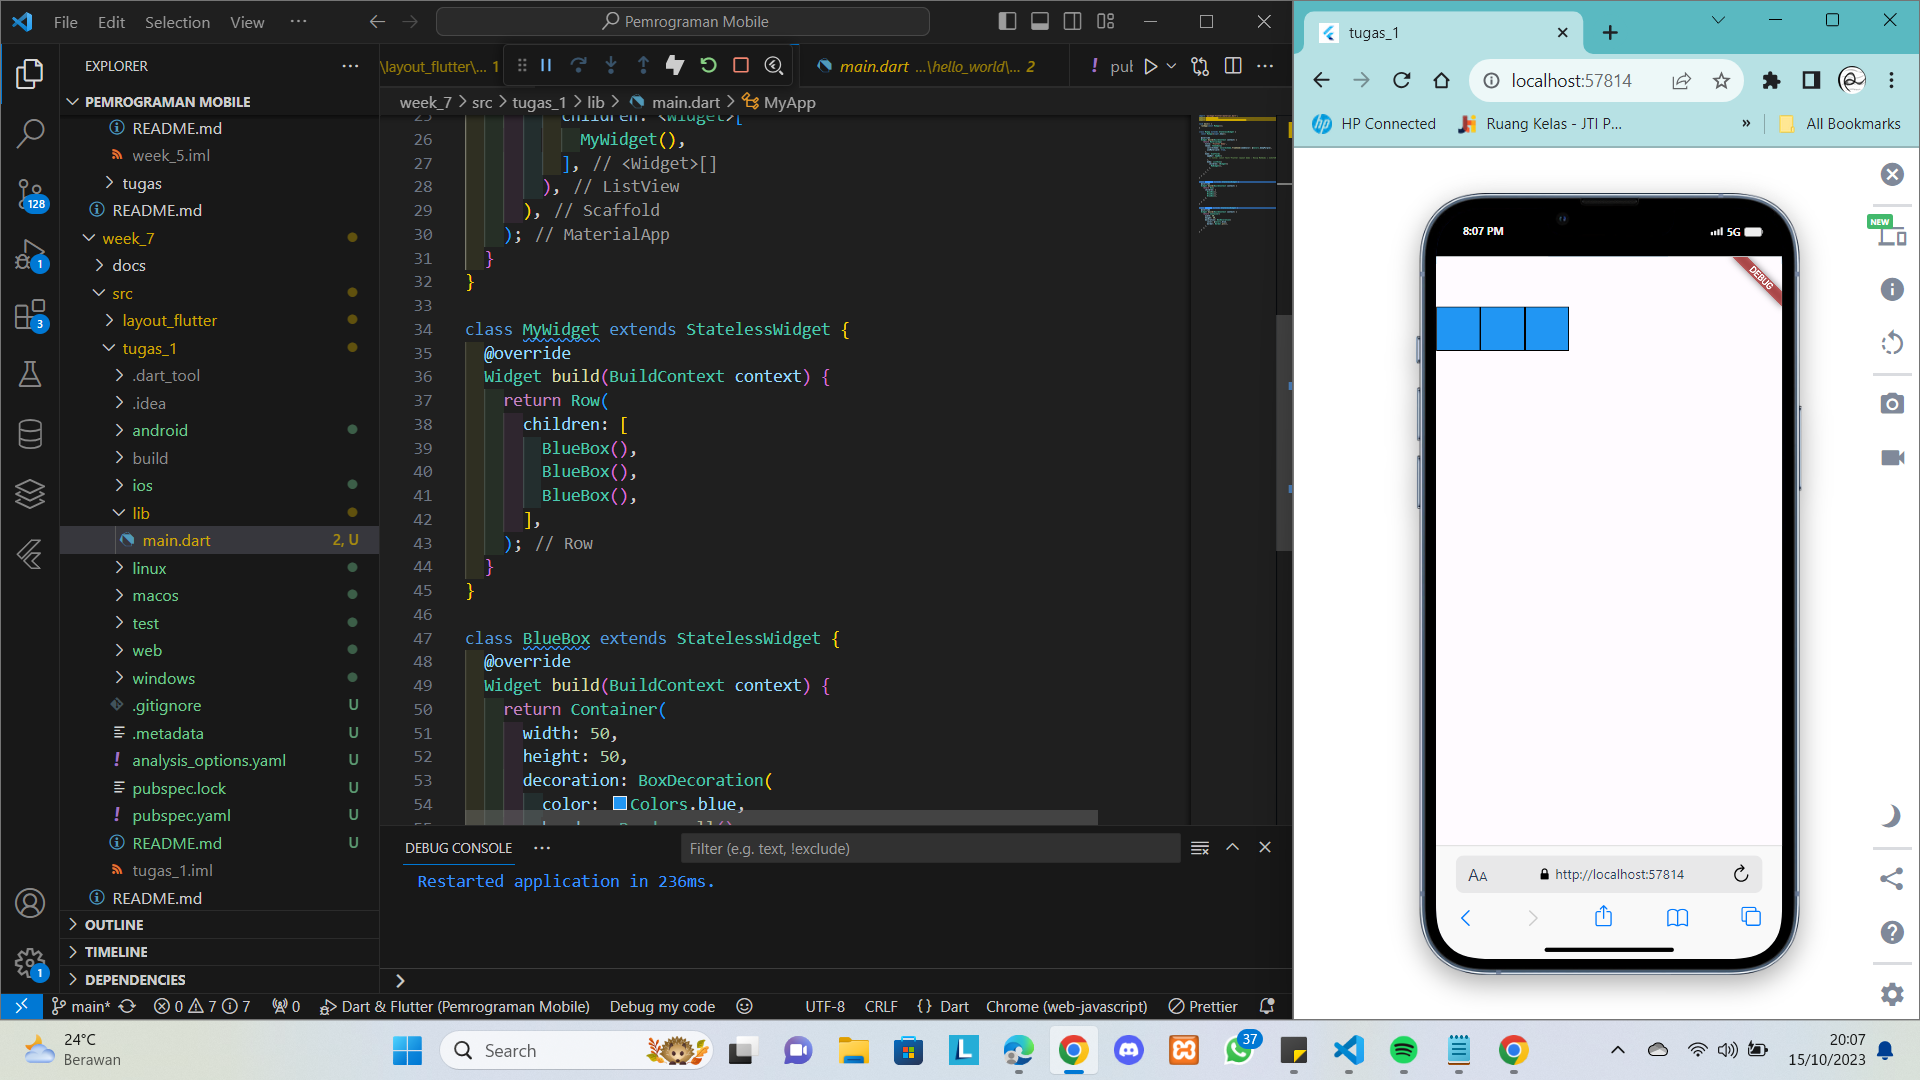 File Edit Selection View ··· Pemrograman Mobile
EXPLORER
PEMROGRAMAN MOBILE
README.md
week_5.iml
tugas
README.md
week_7
docs
src
layout_flutter
tugas_1
.dart_tool
.idea
android
build
ios
lib
main.dart 2, U
linux
macos
test
web
windows
.gitignore U
.metadata U
analysis_options.yaml U
pubspec.lock U
pubspec.yaml U
README.md U
tugas_1.iml
README.md
OUTLINE
TIMELINE
DEPENDENCIES
128
1
3
1
\layout_flutter\... 1
main.dart ...\hello_world\... 2
! pul
week_7 > src > tugas_1 > lib > main.dart > MyApp
25 children: <Widget>[
26 MyWidget(),
27 ], // <Widget>[]
28 ), // ListView
29 ), // Scaffold
30 ); // MaterialApp
31 }
32 }
33
34 class MyWidget extends StatelessWidget {
35 @override
36 Widget build(BuildContext context) {
37 return Row(
38 children: [
39 BlueBox(),
40 BlueBox(),
41 BlueBox(),
42 ],
43 ); // Row
44 }
45 }
46
47 class BlueBox extends StatelessWidget {
48 @override
49 Widget build(BuildContext context) {
50 return Container(
51 width: 50,
52 height: 50,
53 decoration: BoxDecoration(
54 color: Colors.blue,
DEBUG CONSOLE ··· Filter (e.g. text, !exclude)
Restarted application in 236ms.
main* 0 7 7 0 Dart & Flutter (Pemrograman Mobile) Debug my code UTF-8 CRLF {} Dart Chrome (web-javascript) Prettier
tugas_1
localhost:57814
HP Connected Ruang Kelas - JTI P... » All Bookmarks
NEW
8:07 PM 5G
DEBUG
AA http://localhost:57814
24°C
Berawan
Search
37
20:07
15/10/2023